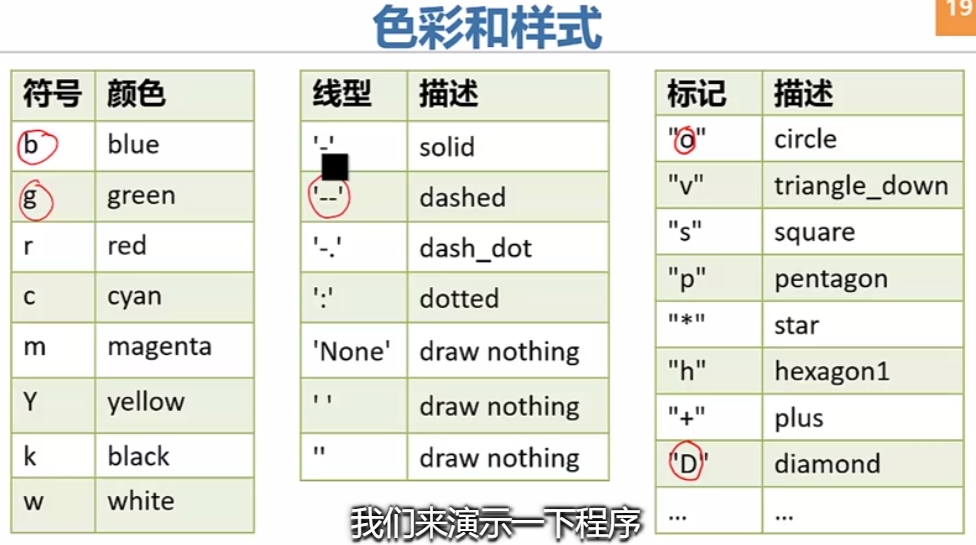 19
色彩和样式
符号 颜色
b blue
g green
r red
c cyan
m magenta
Y yellow
k black
w white
线型 描述
'-' solid
'--' dashed
'-.' dash_dot
':' dotted
'None' draw nothing
' ' draw nothing
'' draw nothing
标记 描述
"o" circle
"v" triangle_down
"s" square
"p" pentagon
"*" star
"h" hexagon1
"+" plus
"D" diamond
... ...
我们来演示一下程序